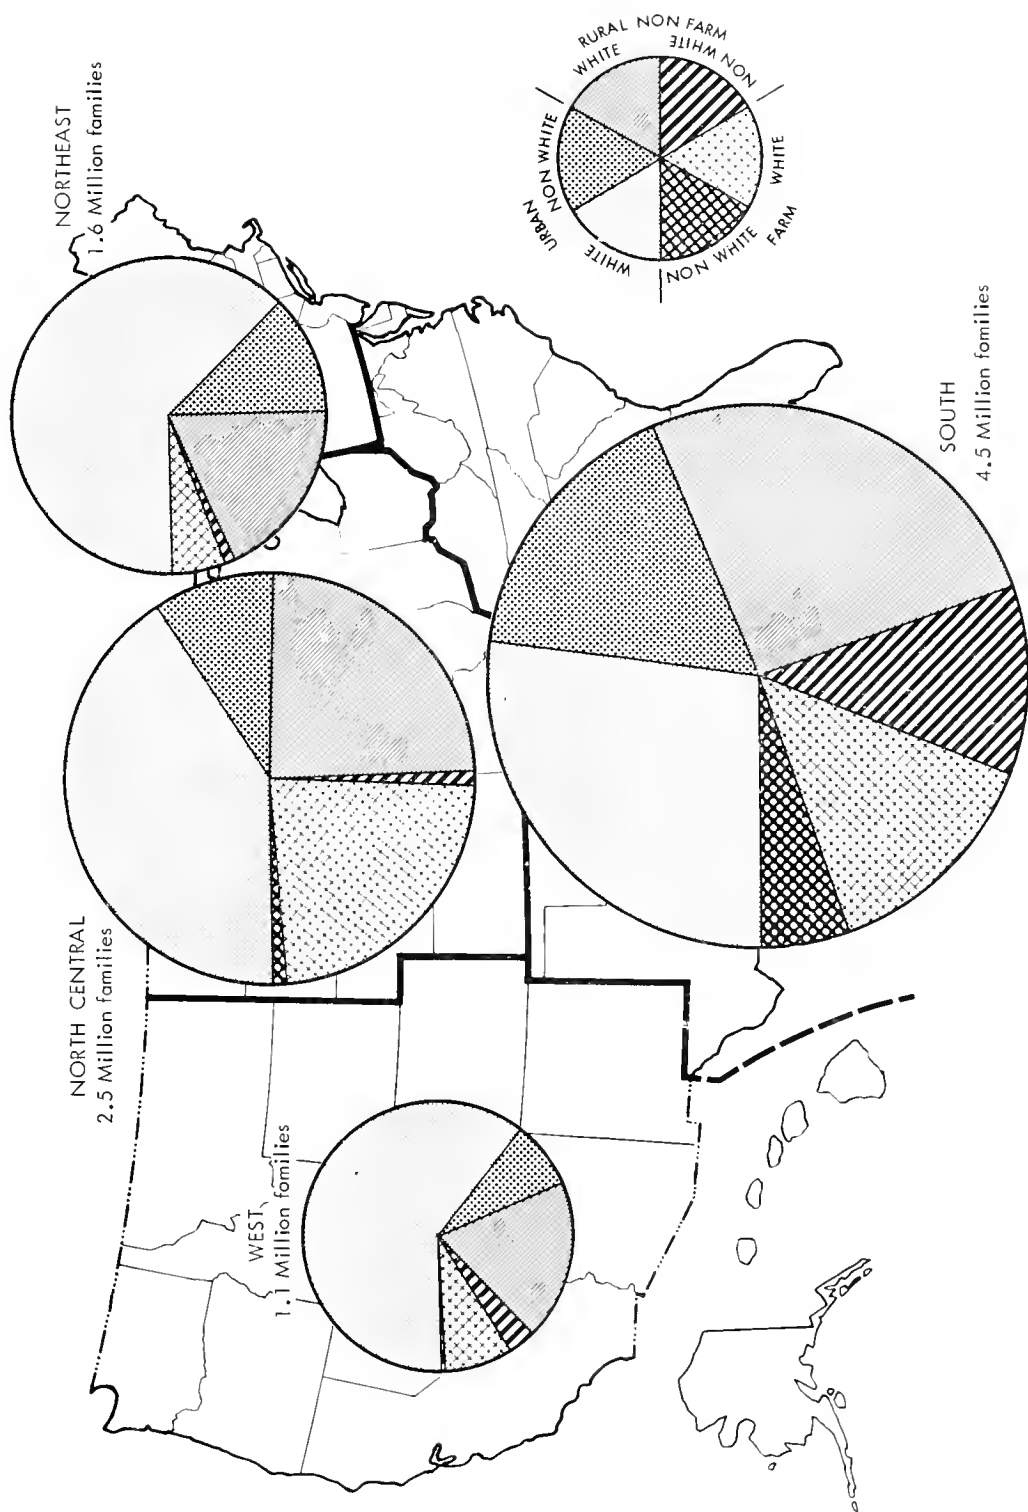 NORTHEAST
1.6 Million families
NORTH CENTRAL
2.5 Million families
WEST
1.1 Million families
SOUTH
4.5 Million families
URBAN
WHITE
NON WHITE
RURAL NON FARM
WHITE
NON WHITE
FARM
WHITE
NON WHITE